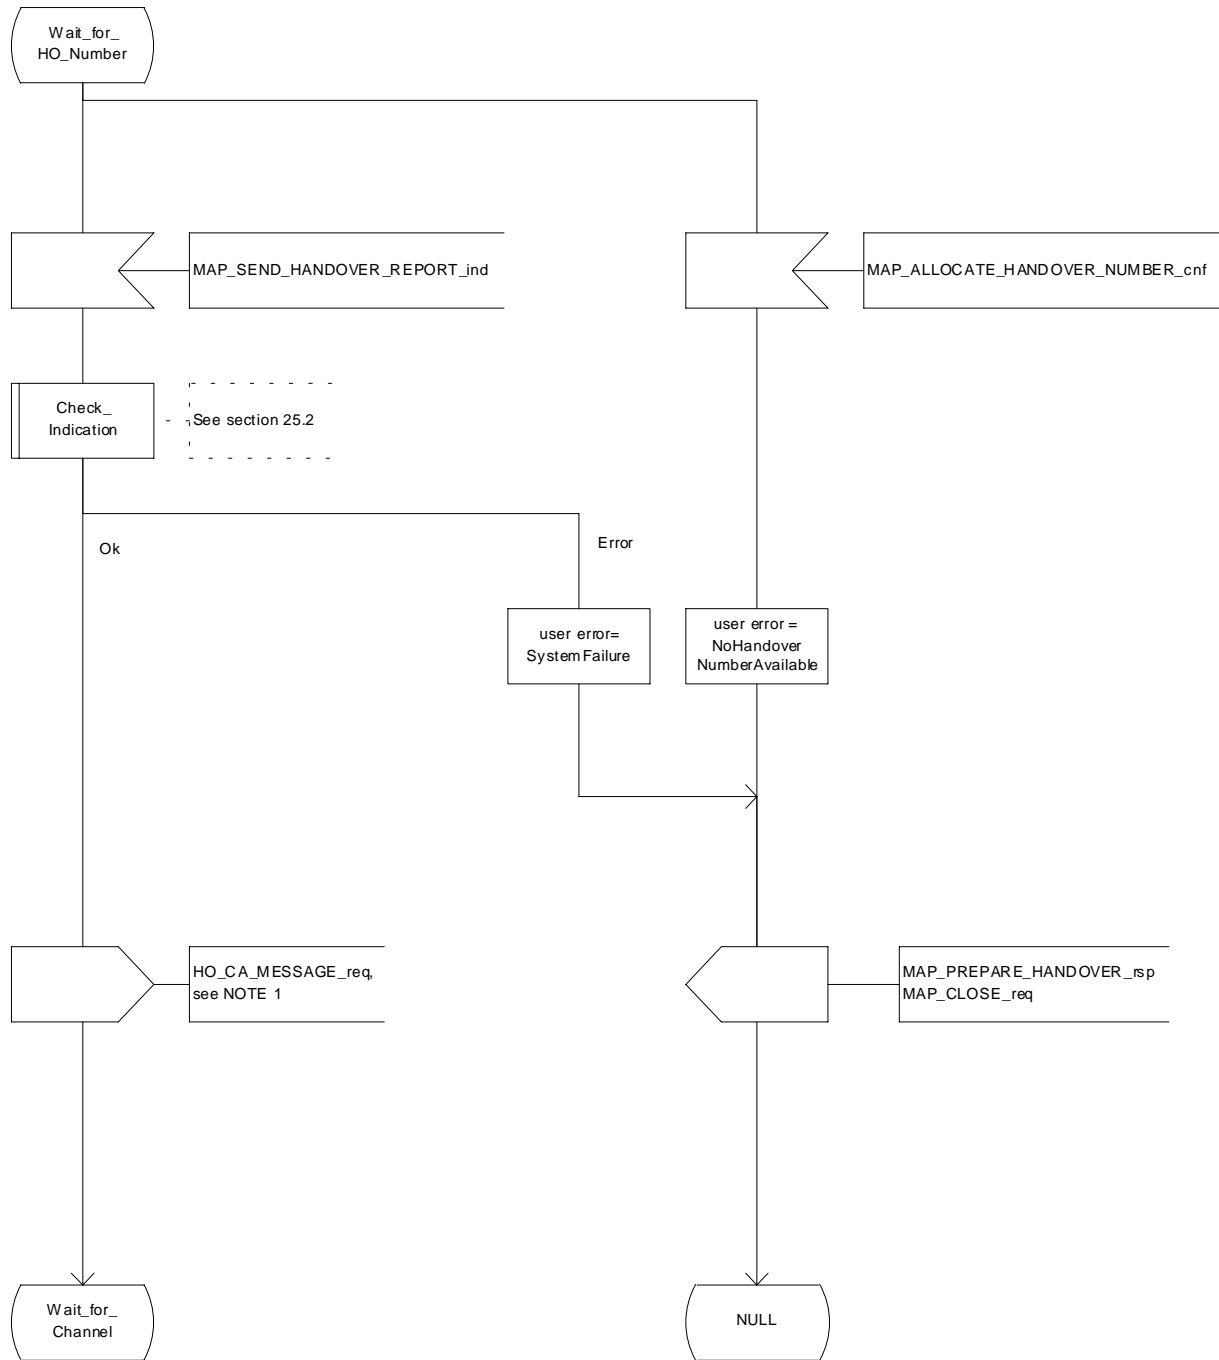 Wait_for_
HO_Number
MAP_SEND_HANDOVER_REPORT_ind
MAP_ALLOCATE_HANDOVER_NUMBER_cnf
Check_
Indication
See section 25.2
Ok
Error
user error=
SystemFailure
user error =
NoHandover
NumberAvailable
HO_CA_MESSAGE_req,
see NOTE 1
MAP_PREPARE_HANDOVER_rsp
MAP_CLOSE_req
Wait_for_
Channel
NULL